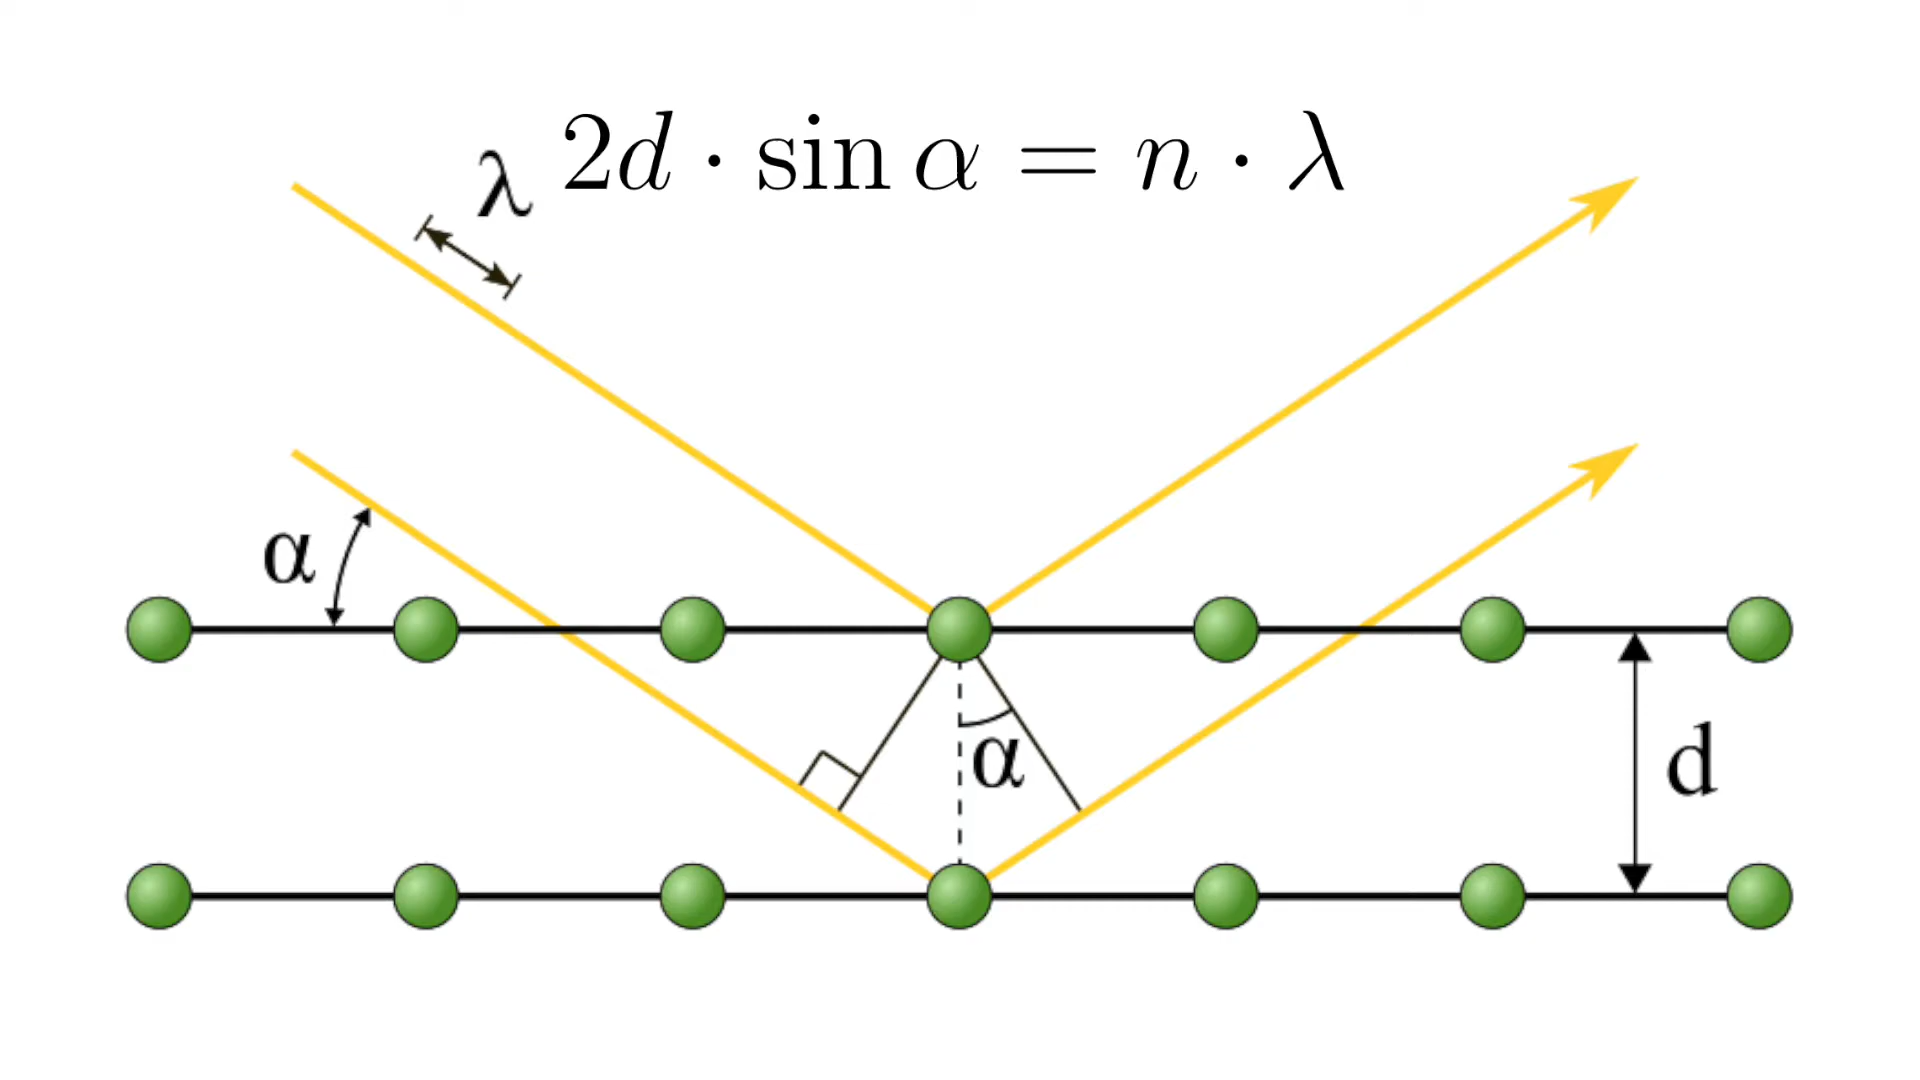 2d · sin α = n · λ
λ
α
α
d